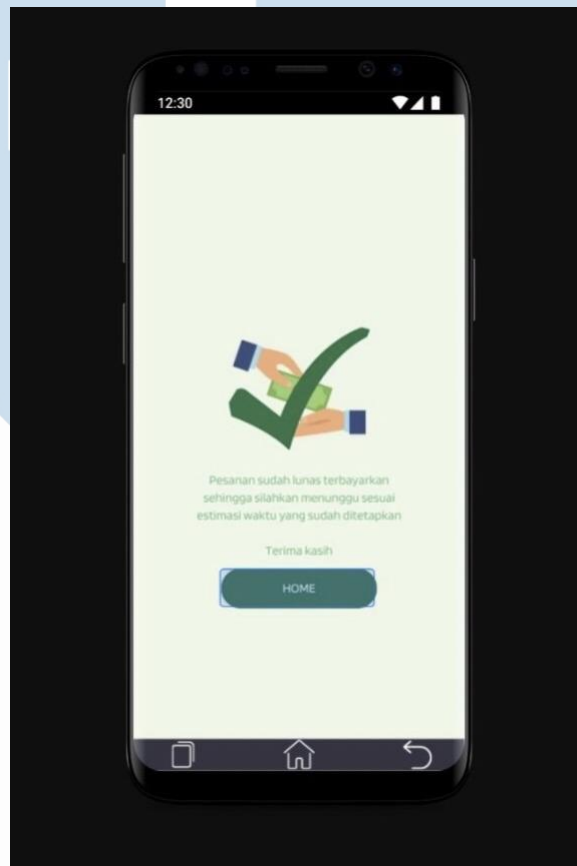 12:30
Pesanan sudah lunas terbayarkan
sehingga silahkan menunggu sesuai
estimasi waktu yang sudah ditetapkan
Terima kasih
HOME